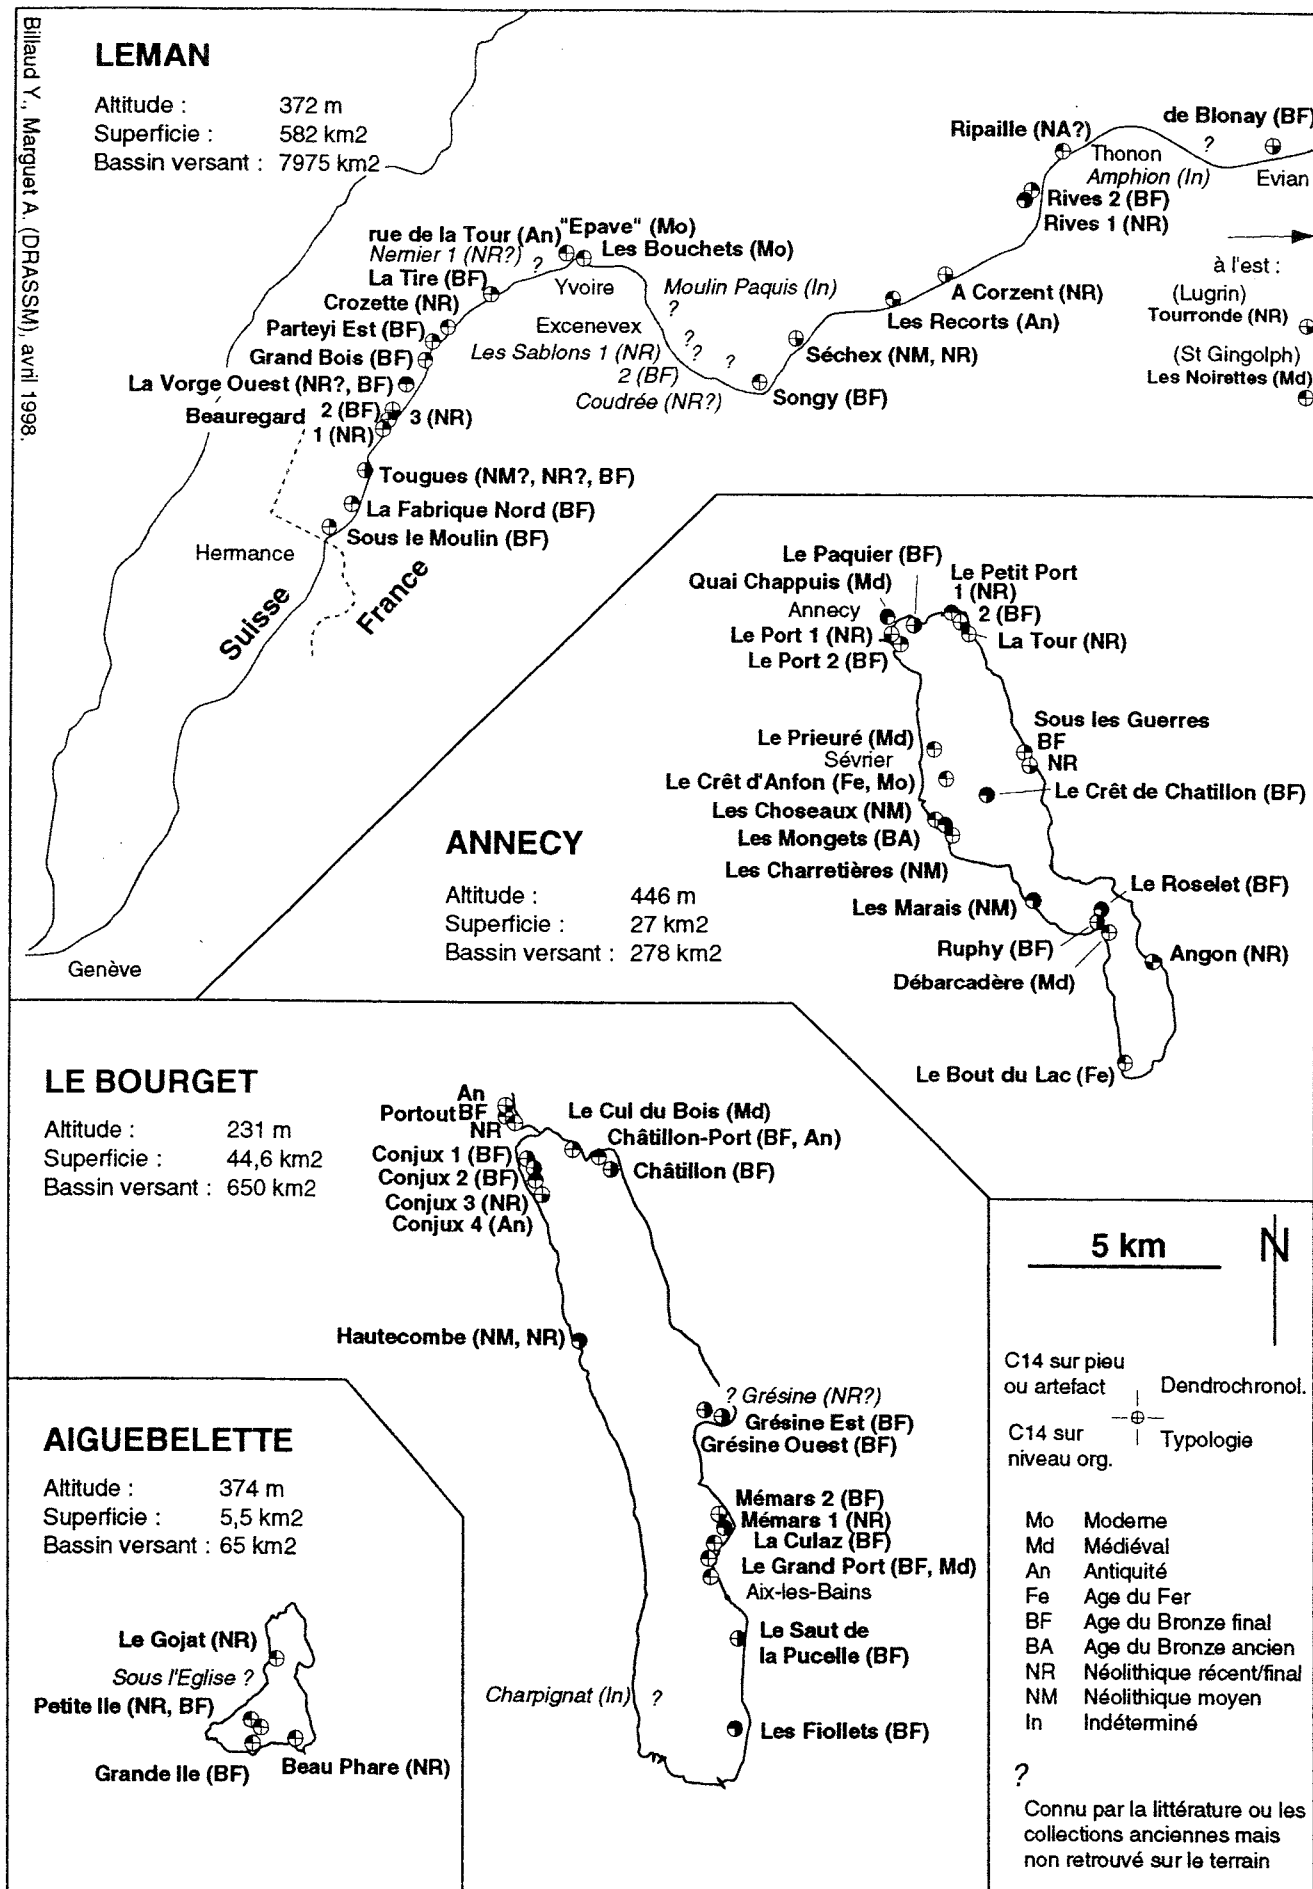 Billaud Y., Marguet A. (DRASSM), avril 1998.
LEMAN
Altitude : 372 m
Superficie : 582 km2
Bassin versant : 7975 km2
de Blonay (BF)
Ripaille (NA?)
?
Thonon
Amphion (In)
Evian
Rives 2 (BF)
Rives 1 (NR)
à l'est :
(Lugrin)
Tourronde (NR)
(St Gingolph)
Les Noirettes (Md)
"Epave" (Mo)
rue de la Tour (An)
Les Bouchets (Mo)
Nernier 1 (NR?) ?
La Tire (BF)
Yvoire
Moulin Paquis (In)
?
A Corzent (NR)
Crozette (NR)
Les Recorts (An)
Parteyi Est (BF)
Excenevex
?
Grand Bois (BF)
Les Sablons 1 (NR)
?
?
Séchex (NM, NR)
2 (BF)
La Vorge Ouest (NR?, BF)
Coudrée (NR?)
Songy (BF)
Beauregard
2 (BF)
3 (NR)
1 (NR)
Tougues (NM?, NR?, BF)
La Fabrique Nord (BF)
Sous le Moulin (BF)
Hermance
Suisse
France
Genève
Le Paquier (BF)
Quai Chappuis (Md)
Le Petit Port
1 (NR)
Annecy
2 (BF)
Le Port 1 (NR)
La Tour (NR)
Le Port 2 (BF)
Sous les Guerres
BF
NR
Le Prieuré (Md)
Sévrier
Le Crêt d'Anfon (Fe, Mo)
Le Crêt de Chatillon (BF)
Les Choseaux (NM)
Les Mongets (BA)
Les Charretières (NM)
Le Roselet (BF)
Les Marais (NM)
Ruphy (BF)
Angon (NR)
Débarcadère (Md)
Le Bout du Lac (Fe)
ANNECY
Altitude : 446 m
Superficie : 27 km2
Bassin versant : 278 km2
LE BOURGET
Altitude : 231 m
Superficie : 44,6 km2
Bassin versant : 650 km2
An
Portout BF
NR
Le Cul du Bois (Md)
Châtillon-Port (BF, An)
Châtillon (BF)
Conjux 1 (BF)
Conjux 2 (BF)
Conjux 3 (NR)
Conjux 4 (An)
Hautecombe (NM, NR)
? Grésine (NR?)
Grésine Est (BF)
Grésine Ouest (BF)
Mémars 2 (BF)
Mémars 1 (NR)
La Culaz (BF)
Le Grand Port (BF, Md)
Aix-les-Bains
Le Saut de
la Pucelle (BF)
Charpignat (In) ?
Les Fiollets (BF)
AIGUEBELETTE
Altitude : 374 m
Superficie : 5,5 km2
Bassin versant : 65 km2
Le Gojat (NR)
Sous l'Eglise ?
Petite Ile (NR, BF)
Grande Ile (BF)
Beau Phare (NR)
5 km
N
C14 sur pieu
ou artefact
Dendrochronol.
C14 sur
niveau org.
Typologie
Mo Moderne
Md Médiéval
An Antiquité
Fe Age du Fer
BF Age du Bronze final
BA Age du Bronze ancien
NR Néolithique récent/final
NM Néolithique moyen
In Indéterminé
?
Connu par la littérature ou les
collections anciennes mais
non retrouvé sur le terrain